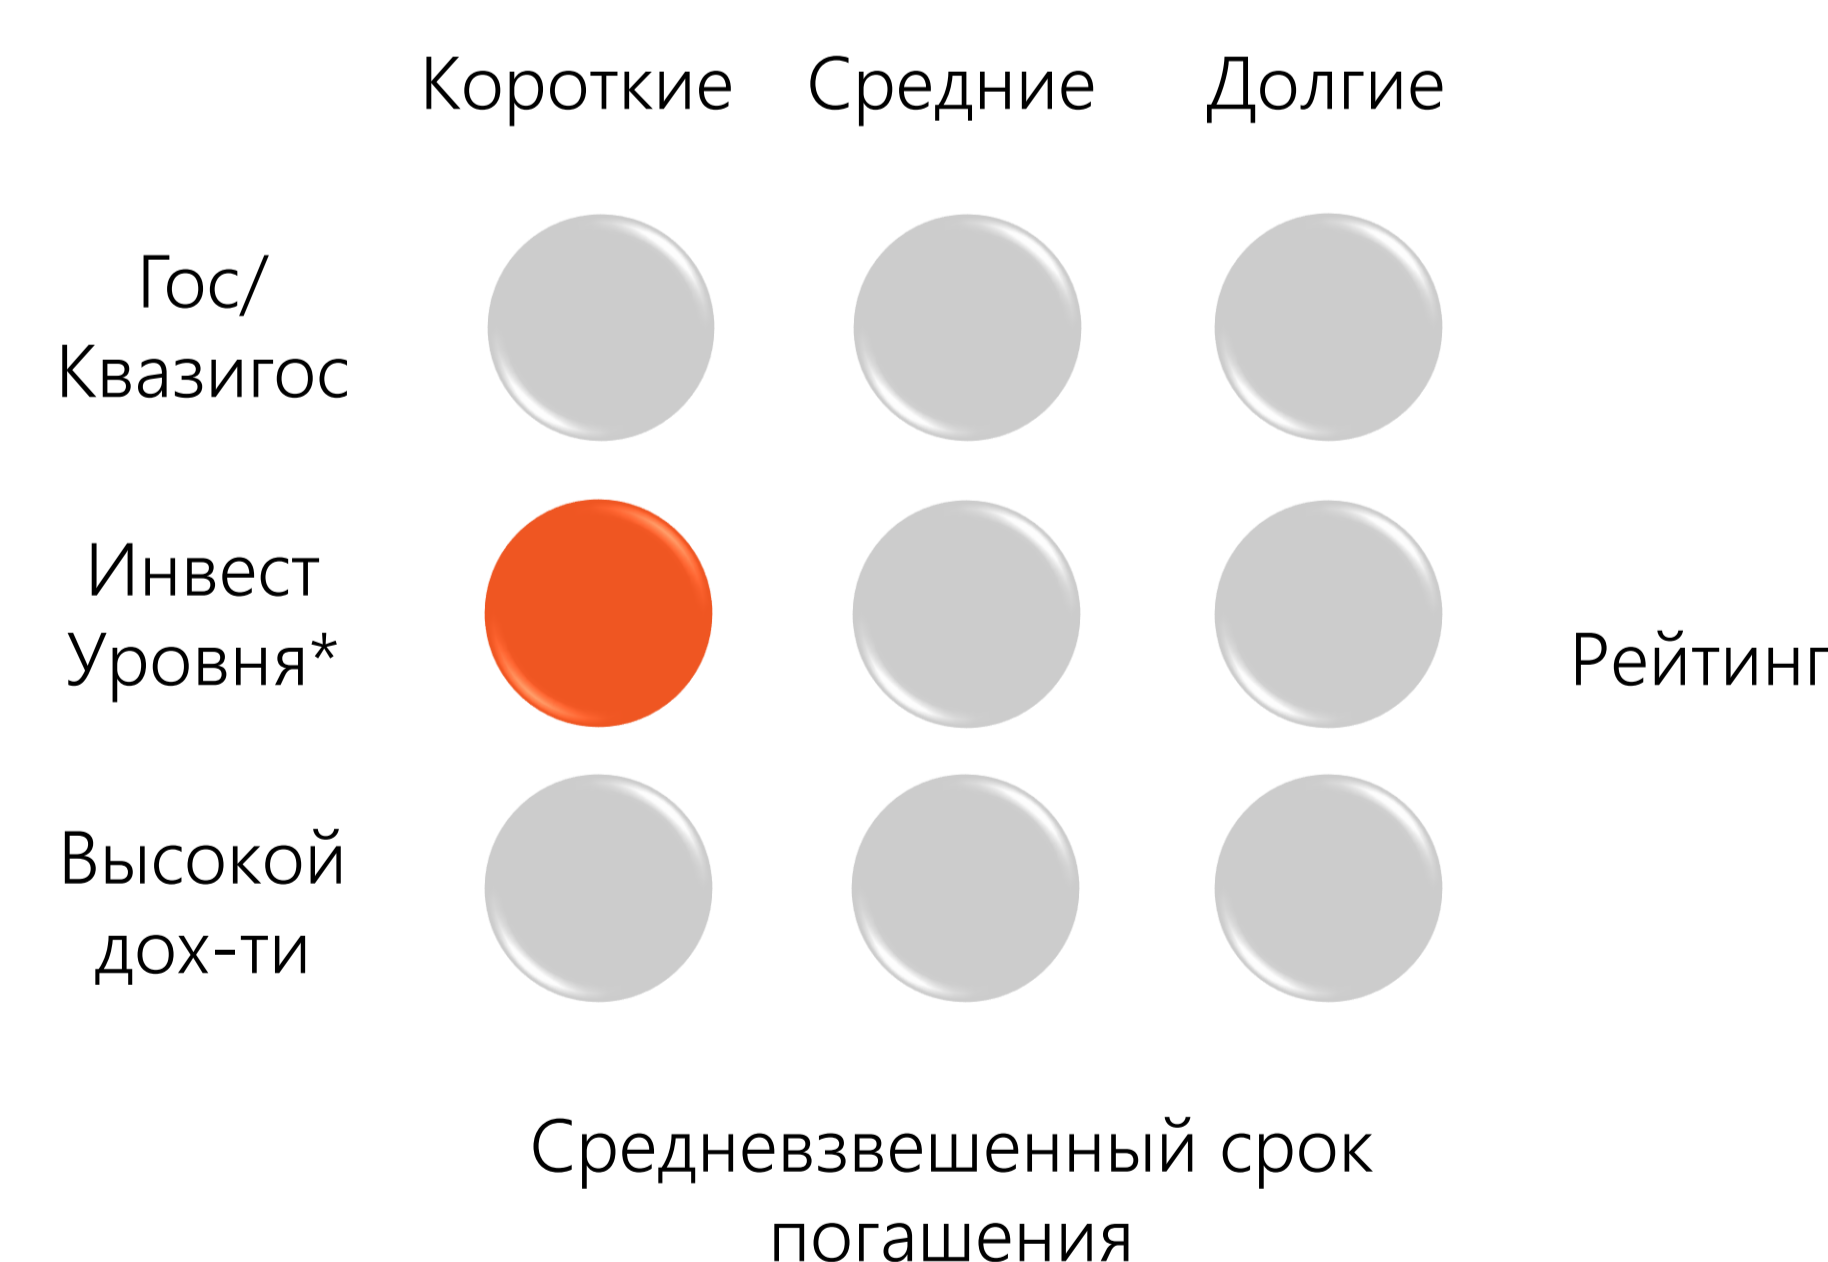 Короткие Средние Долгие
Гос/
Квазигос
Инвест
Уровня*
Рейтинг
Высокой
дох-ти
Средневзвешенный срок
погашения